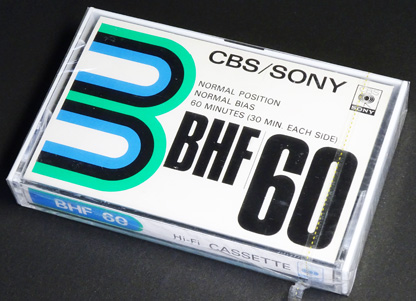 CBS/SONY
SONY
NORMAL POSITION
NORMAL BIAS
60 MINUTES (30 MIN. EACH SIDE)
BHF 60
BHF 60
Hi-Fi CASSETTE